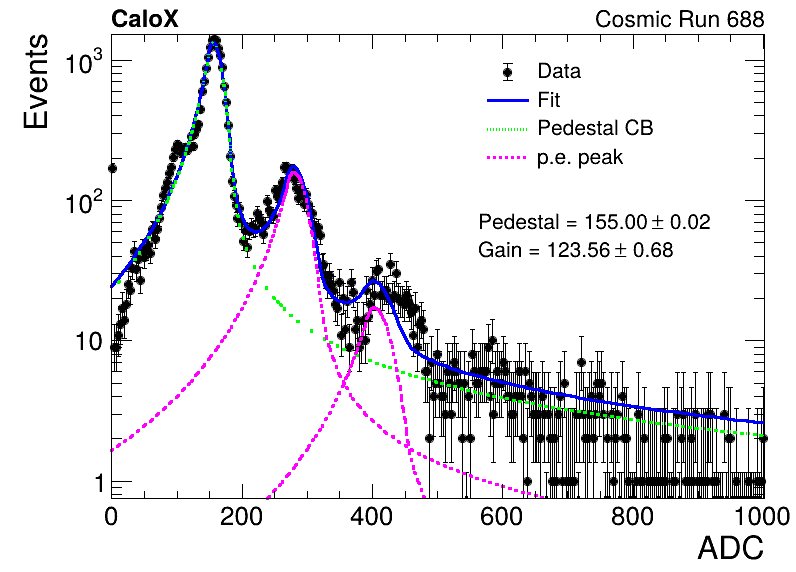 CaloX
Cosmic Run 688
Events
10³
10²
10
1
Data
Fit
Pedestal CB
p.e. peak
Pedestal = 155.00 ± 0.02
Gain = 123.56 ± 0.68
0 200 400 600 800 1000
ADC